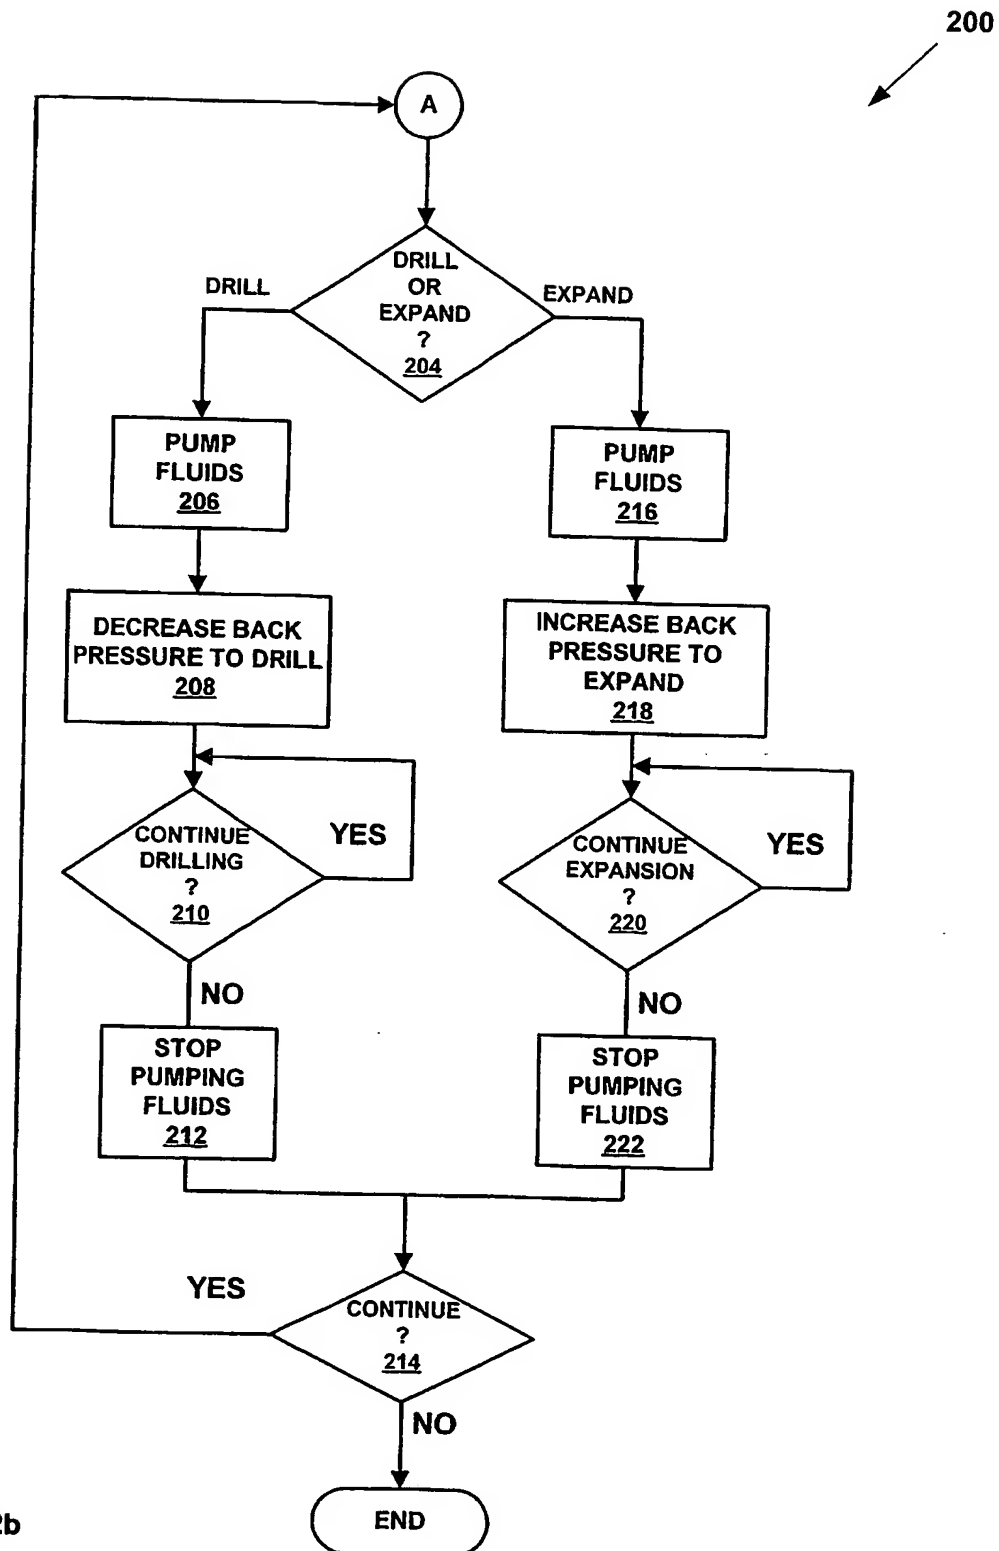 200
A
DRILL
OR
EXPAND
?
204
DRILL
EXPAND
PUMP
FLUIDS
206
DECREASE BACK
PRESSURE TO DRILL
208
CONTINUE
DRILLING
?
210
YES
NO
STOP
PUMPING
FLUIDS
212
PUMP
FLUIDS
216
INCREASE BACK
PRESSURE TO
EXPAND
218
CONTINUE
EXPANSION
?
220
YES
NO
STOP
PUMPING
FLUIDS
222
CONTINUE
?
214
YES
NO
END